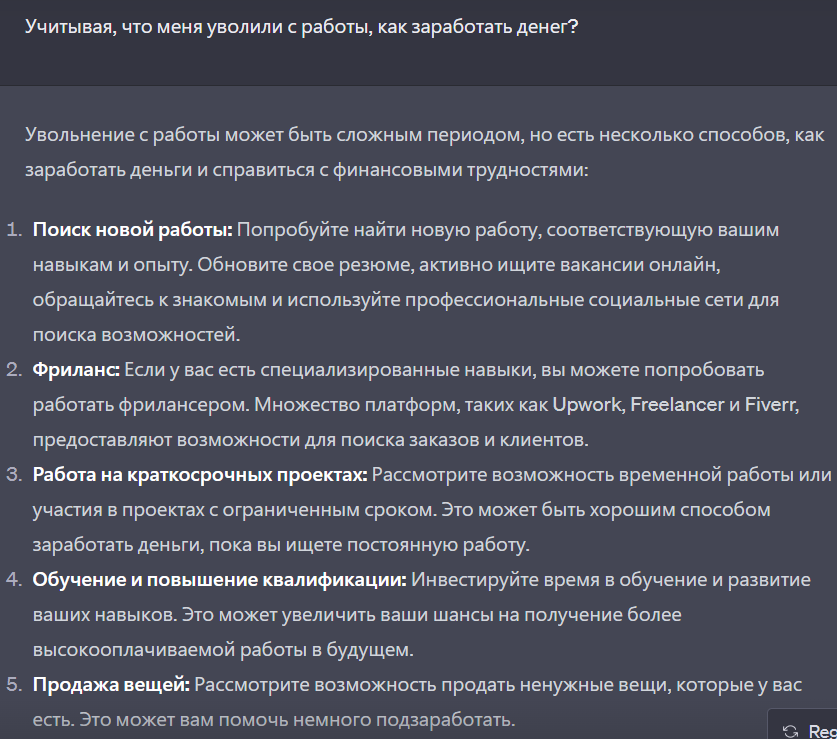 Учитывая, что меня уволили с работы, как заработать денег?
Увольнение с работы может быть сложным периодом, но есть несколько способов, как
заработать деньги и справиться с финансовыми трудностями:
1. Поиск новой работы: Попробуйте найти новую работу, соответствующую вашим
навыкам и опыту. Обновите свое резюме, активно ищите вакансии онлайн,
обращайтесь к знакомым и используйте профессиональные социальные сети для
поиска возможностей.
2. Фриланс: Если у вас есть специализированные навыки, вы можете попробовать
работать фрилансером. Множество платформ, таких как Upwork, Freelancer и Fiverr,
предоставляют возможности для поиска заказов и клиентов.
3. Работа на краткосрочных проектах: Рассмотрите возможность временной работы или
участия в проектах с ограниченным сроком. Это может быть хорошим способом
заработать деньги, пока вы ищете постоянную работу.
4. Обучение и повышение квалификации: Инвестируйте время в обучение и развитие
ваших навыков. Это может увеличить ваши шансы на получение более
высокооплачиваемой работы в будущем.
5. Продажа вещей: Рассмотрите возможность продать ненужные вещи, которые у вас
есть. Это может вам помочь немного подзаработать.